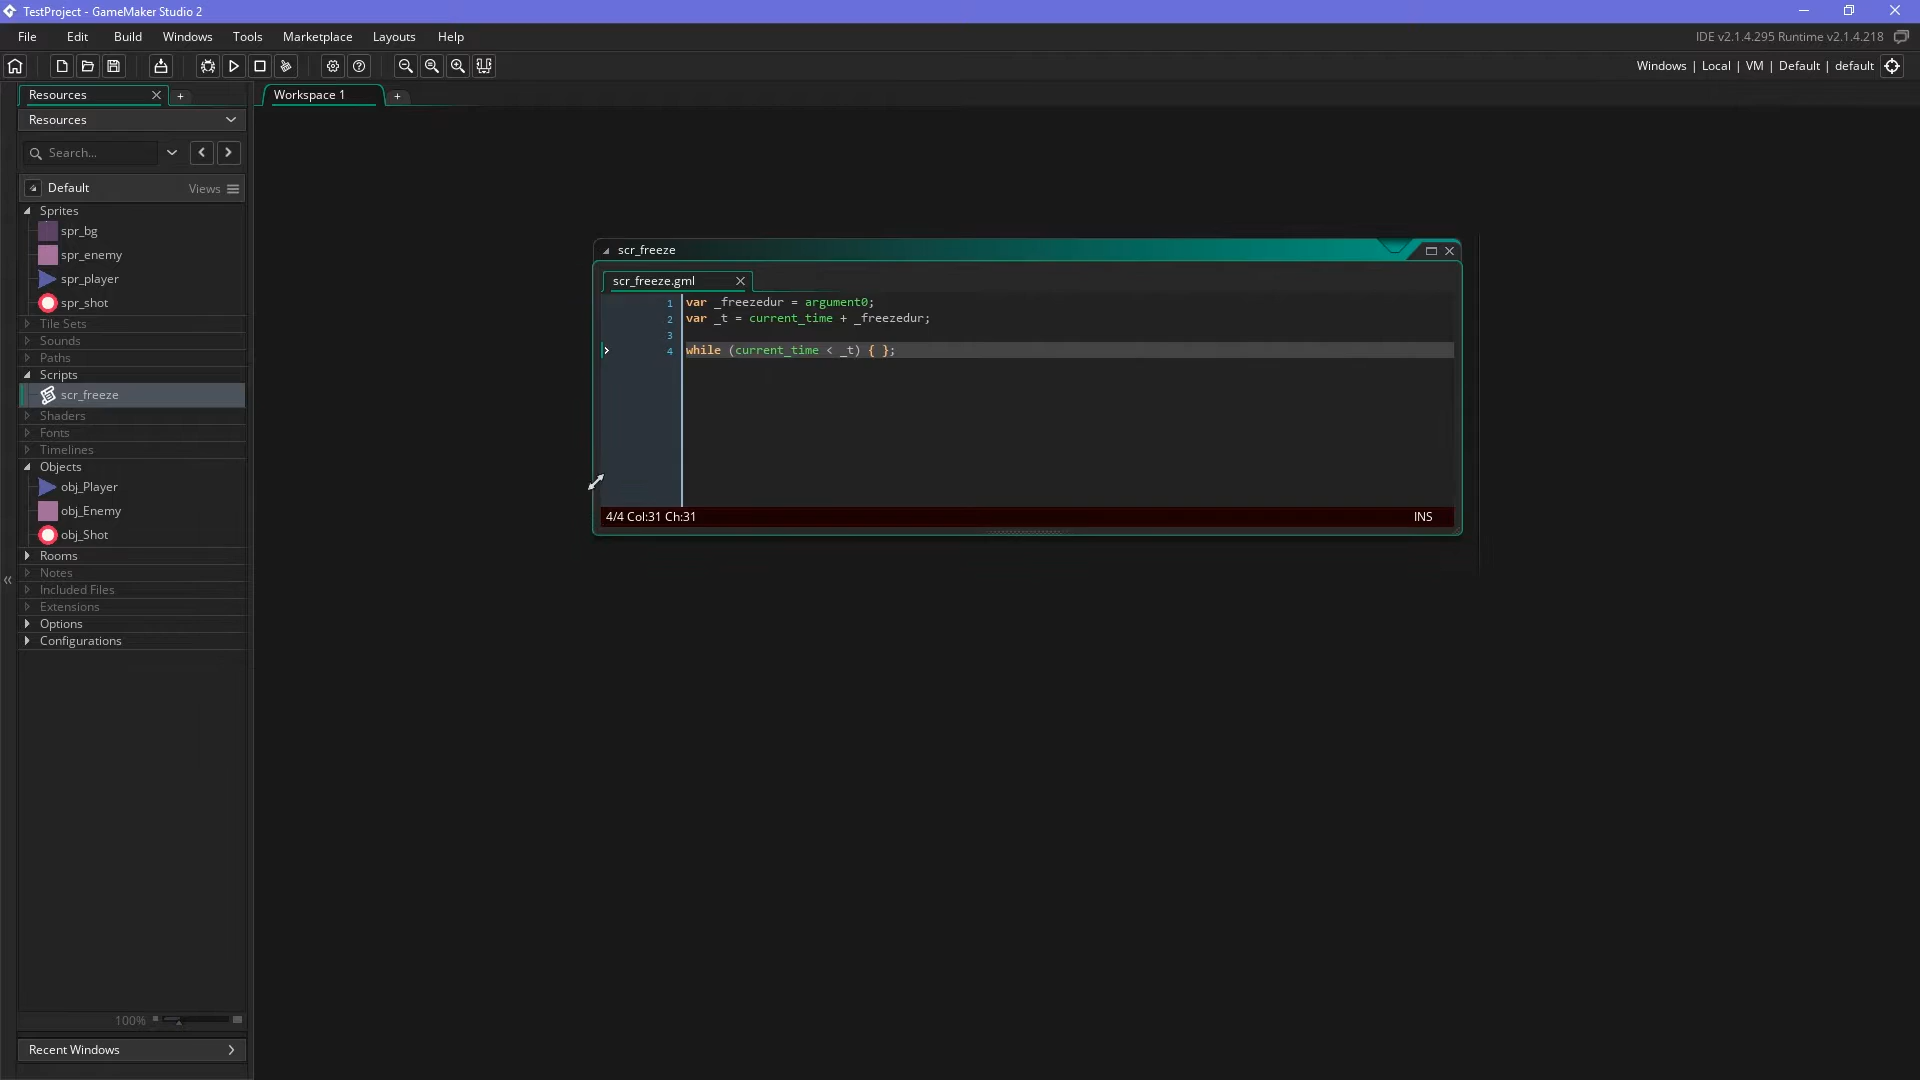 TestProject - GameMaker Studio 2
File Edit Build Windows Tools Marketplace Layouts Help
IDE v2.1.4.295 Runtime v2.1.4.218
Windows | Local | VM | Default | default
Resources
Workspace 1
Resources
Search...
Default Views
Sprites
spr_bg
spr_enemy
spr_player
spr_shot
Tile Sets
Sounds
Paths
Scripts
scr_freeze
Shaders
Fonts
Timelines
Objects
obj_Player
obj_Enemy
obj_Shot
Rooms
Notes
Included Files
Extensions
Options
Configurations
100%
Recent Windows
scr_freeze
scr_freeze.gml
1 var _freezedur = argument0;
2 var _t = current_time + _freezedur;
3
4 while (current_time < _t) { };
4/4 Col:31 Ch:31 INS